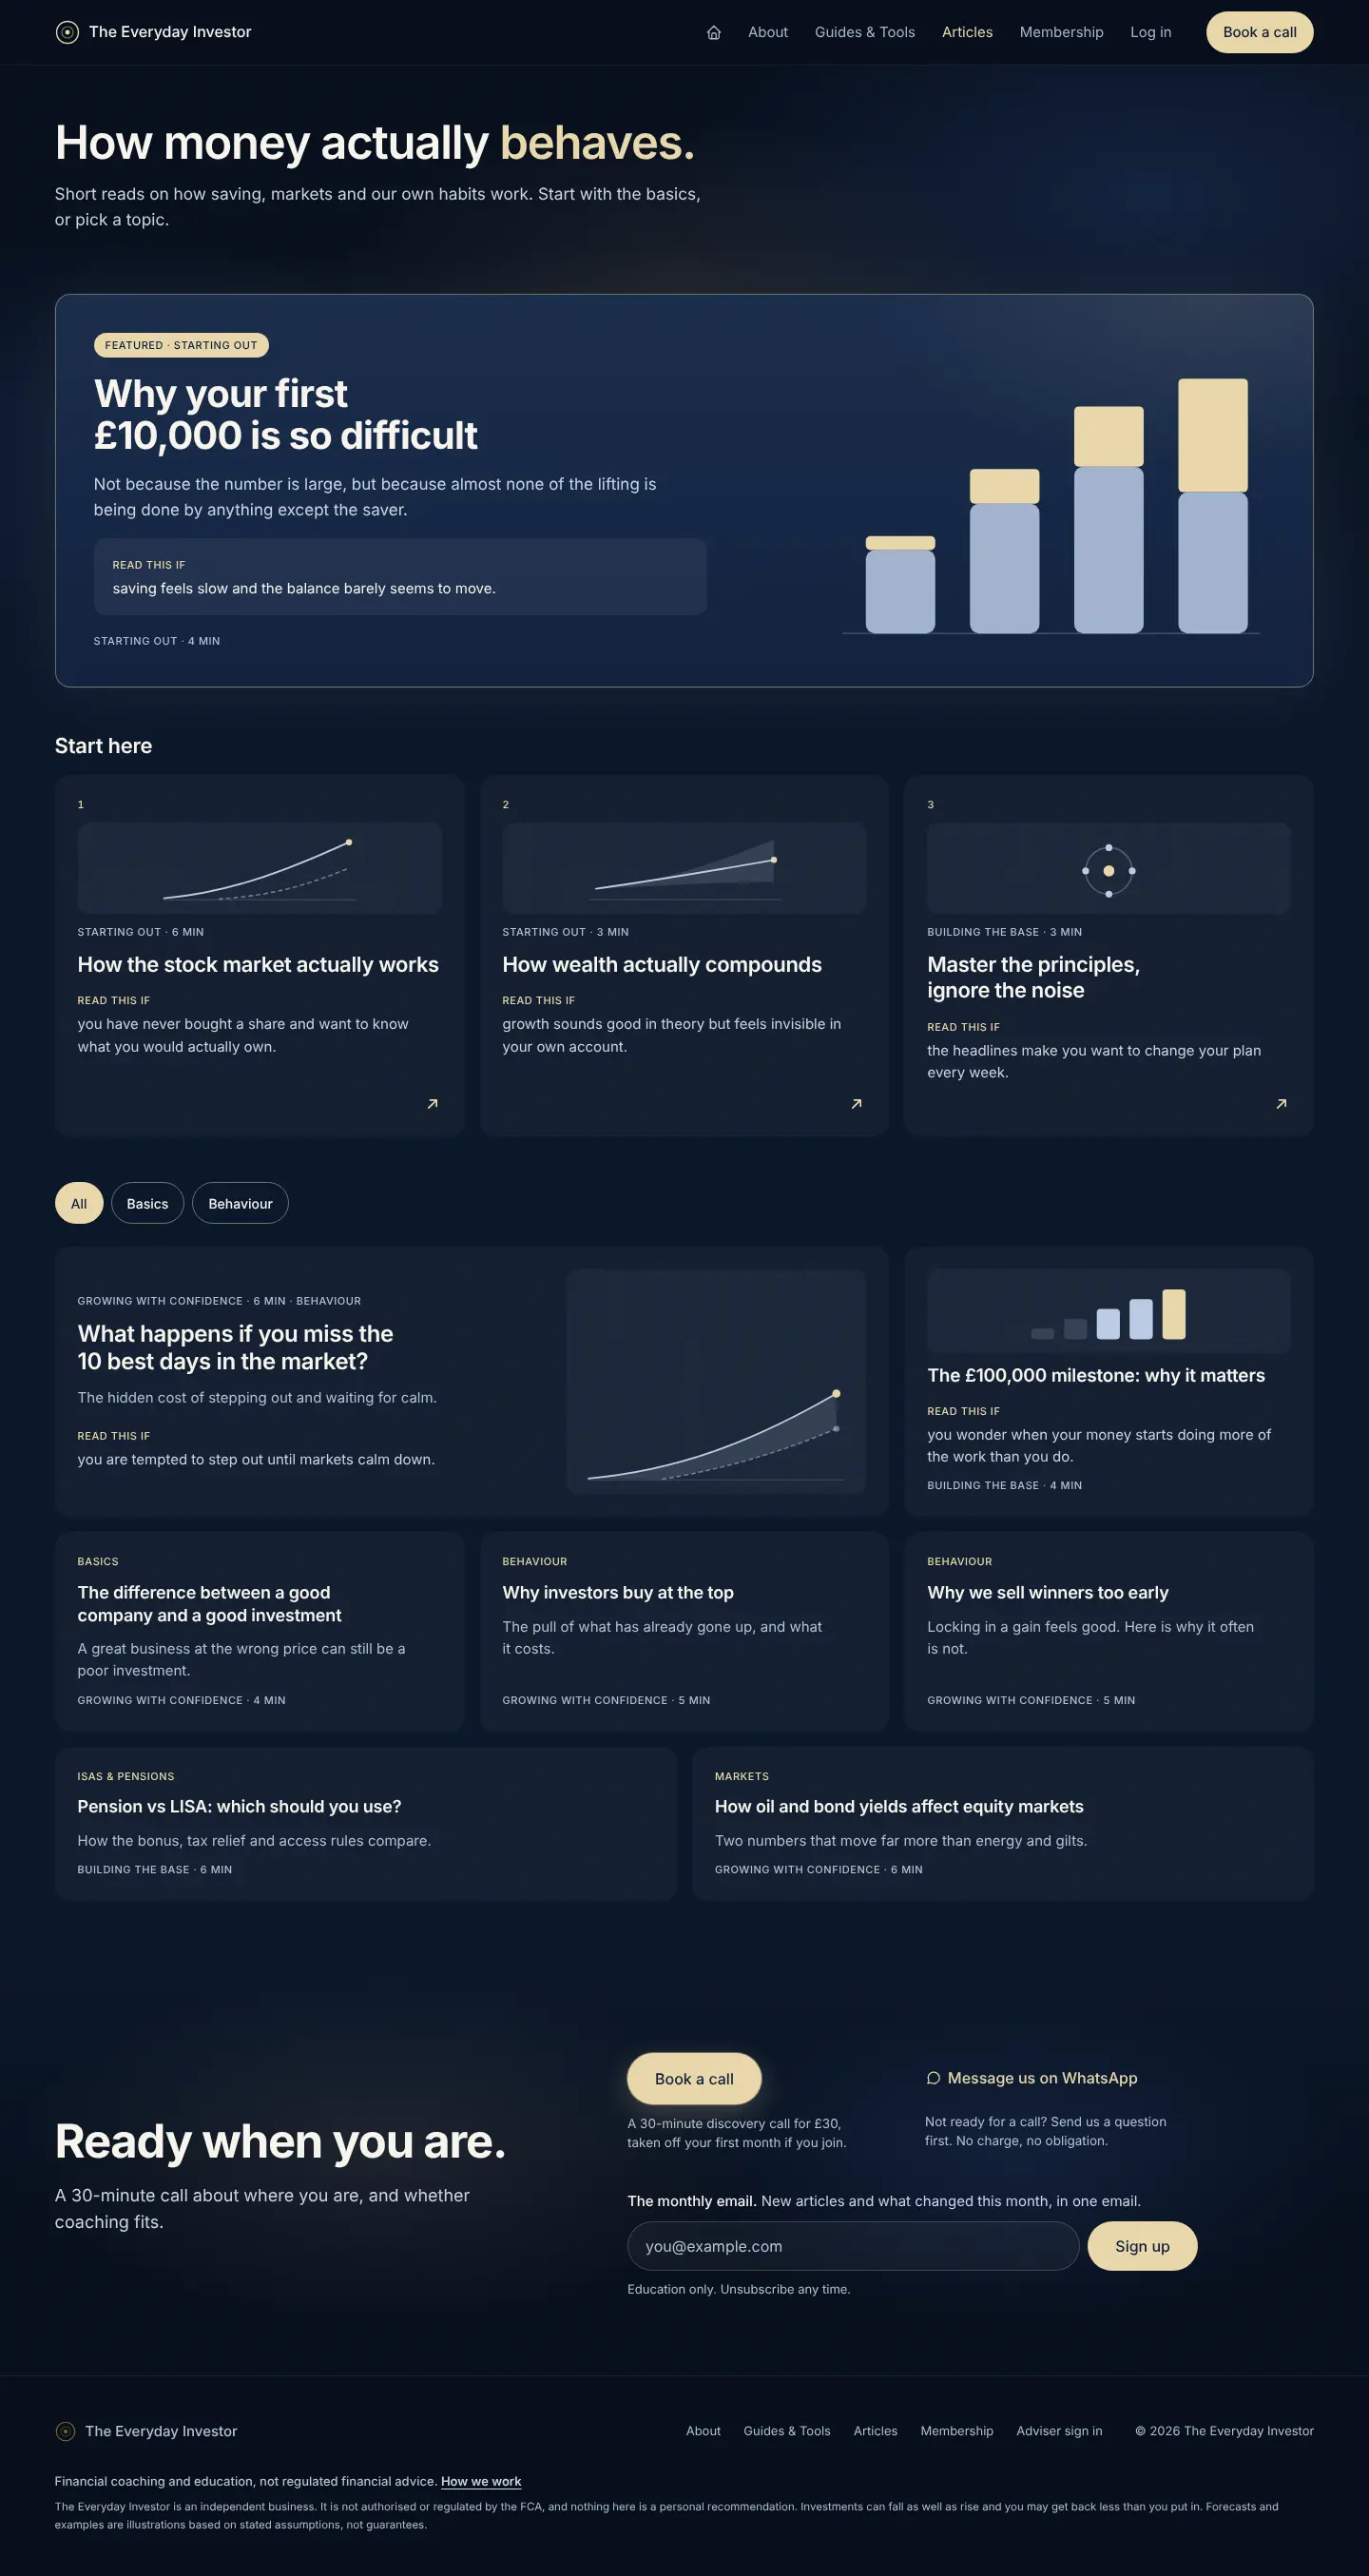 The Everyday Investor
About
Guides & Tools
Articles
Membership
Log in
Book a call
How money actually behaves.
Short reads on how saving, markets and our own habits work. Start with the basics,
or pick a topic.
FEATURED · STARTING OUT
Why your first
£10,000 is so difficult
Not because the number is large, but because almost none of the lifting is
being done by anything except the saver.
READ THIS IF
saving feels slow and the balance barely seems to move.
STARTING OUT · 4 MIN
Start here
1
STARTING OUT · 6 MIN
How the stock market actually works
READ THIS IF
you have never bought a share and want to know
what you would actually own.
2
STARTING OUT · 3 MIN
How wealth actually compounds
READ THIS IF
growth sounds good in theory but feels invisible in
your own account.
3
BUILDING THE BASE · 3 MIN
Master the principles,
ignore the noise
READ THIS IF
the headlines make you want to change your plan
every week.
All
Basics
Behaviour
GROWING WITH CONFIDENCE · 6 MIN · BEHAVIOUR
What happens if you miss the
10 best days in the market?
The hidden cost of stepping out and waiting for calm.
READ THIS IF
you are tempted to step out until markets calm down.
The £100,000 milestone: why it matters
READ THIS IF
you wonder when your money starts doing more of
the work than you do.
BUILDING THE BASE · 4 MIN
BASICS
The difference between a good
company and a good investment
A great business at the wrong price can still be a
poor investment.
GROWING WITH CONFIDENCE · 4 MIN
BEHAVIOUR
Why investors buy at the top
The pull of what has already gone up, and what
it costs.
GROWING WITH CONFIDENCE · 5 MIN
BEHAVIOUR
Why we sell winners too early
Locking in a gain feels good. Here is why it often
is not.
GROWING WITH CONFIDENCE · 5 MIN
ISAS & PENSIONS
Pension vs LISA: which should you use?
How the bonus, tax relief and access rules compare.
BUILDING THE BASE · 6 MIN
MARKETS
How oil and bond yields affect equity markets
Two numbers that move far more than energy and gilts.
GROWING WITH CONFIDENCE · 6 MIN
Ready when you are.
A 30-minute call about where you are, and whether
coaching fits.
Book a call
A 30-minute discovery call for £30,
taken off your first month if you join.
Message us on WhatsApp
Not ready for a call? Send us a question
first. No charge, no obligation.
The monthly email. New articles and what changed this month, in one email.
you@example.com
Sign up
Education only. Unsubscribe any time.
The Everyday Investor
About
Guides & Tools
Articles
Membership
Adviser sign in
© 2026 The Everyday Investor
Financial coaching and education, not regulated financial advice. How we work
The Everyday Investor is an independent business. It is not authorised or regulated by the FCA, and nothing here is a personal recommendation. Investments can fall as well as rise and you may get back less than you put in. Forecasts and
examples are illustrations based on stated assumptions, not guarantees.